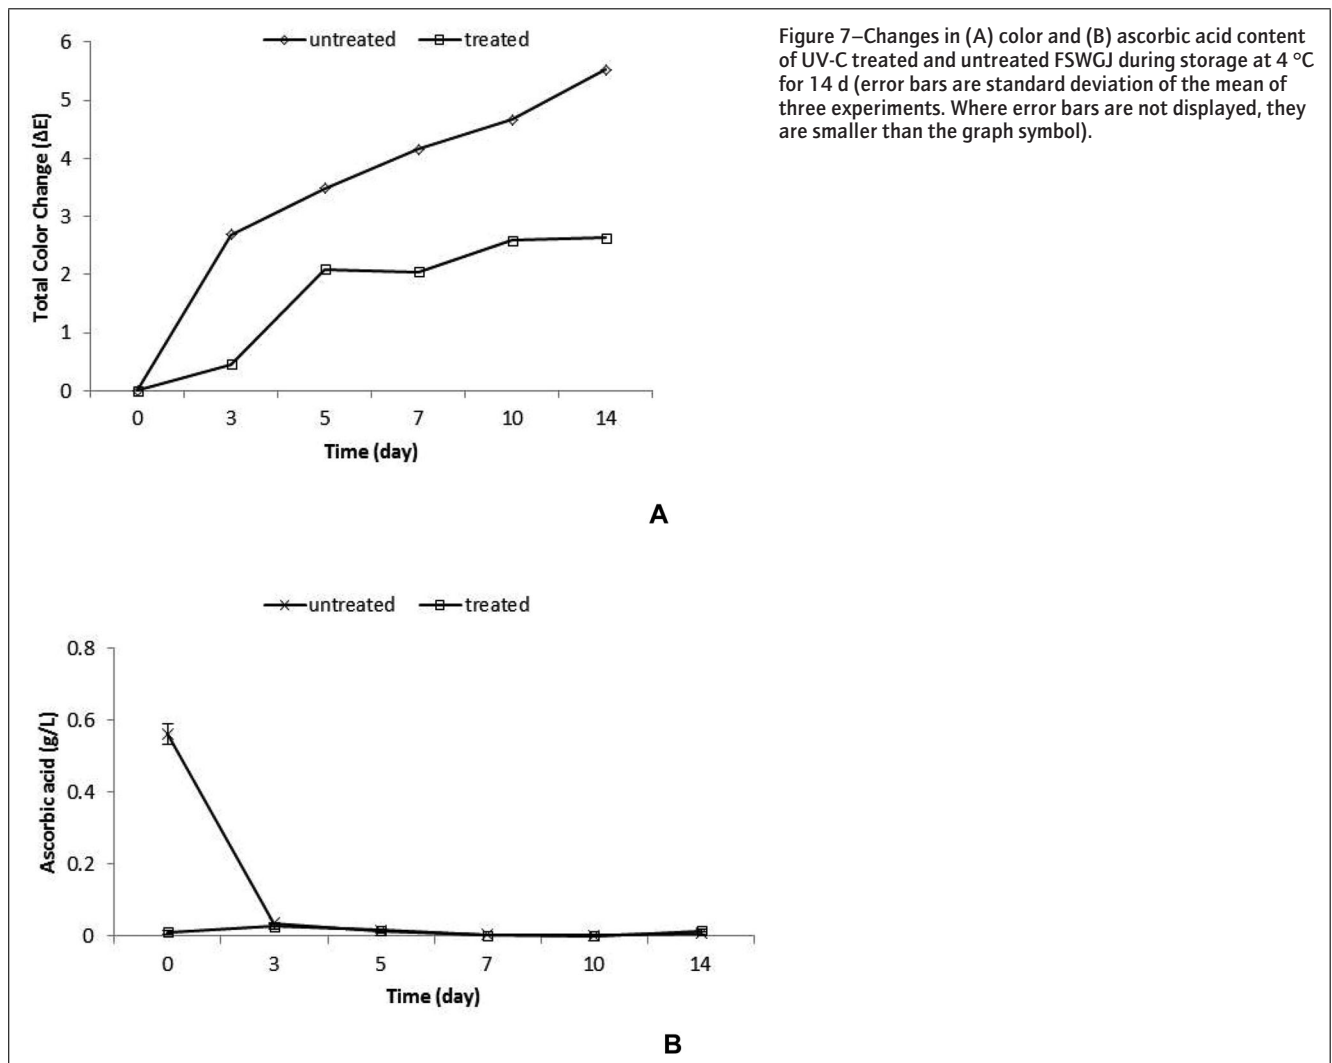 untreated treated
6
5
4
3
2
1
0
Total Color Change (ΔE)
0 3 5 7 10 14
Time (day)
A
Figure 7–Changes in (A) color and (B) ascorbic acid content
of UV-C treated and untreated FSWGJ during storage at 4 °C
for 14 d (error bars are standard deviation of the mean of
three experiments. Where error bars are not displayed, they
are smaller than the graph symbol).
untreated treated
0.8
0.6
0.4
0.2
0
Ascorbic acid (g/L)
0 3 5 7 10 14
Time (day)
B